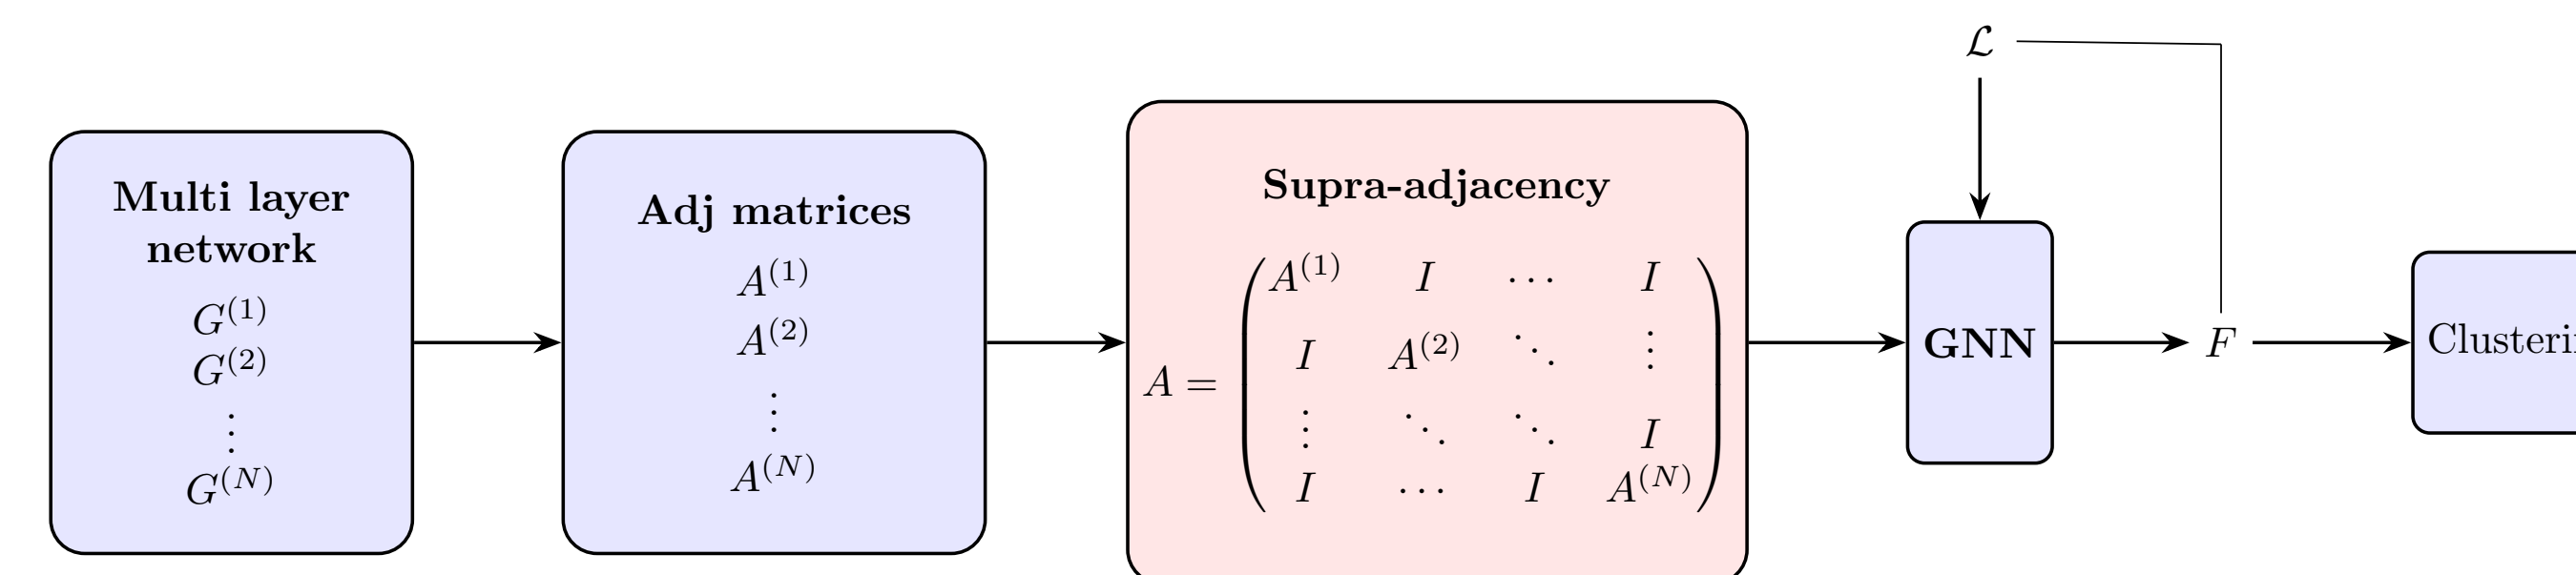 Multi layer
network
G^(1)
G^(2)
⋮
G^(N)
Adj matrices
A^(1)
A^(2)
⋮
A^(N)
Supra-adjacency
A =
A^(1) I ⋯ I
I A^(2) ⋱ ⋮
⋮ ⋱ ⋱ I
I ⋯ I A^(N)
ℒ
GNN
F